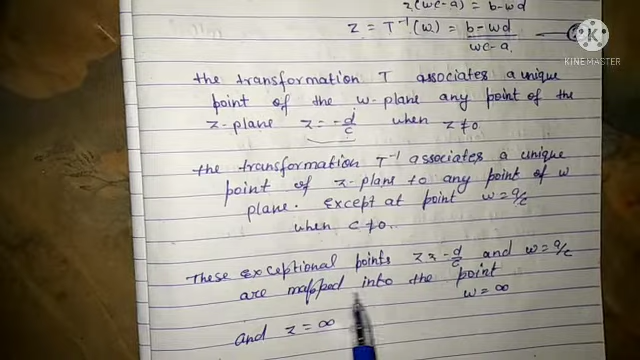 z(wc-a) = b-wd
z = T⁻¹(w) = b-wd / wc-a.
KINEMASTER
the transformation T associates a unique
point of the w-plane any point of the
z-plane z = -d/c when z≠0
the transformation T⁻¹ associates a unique
point of z-plane to any point of w
plane. Except at point w = a/c
when c≠0.
These exceptional points z = -d/c and w = a/c
are mapped into the point
w = ∞
and z = ∞